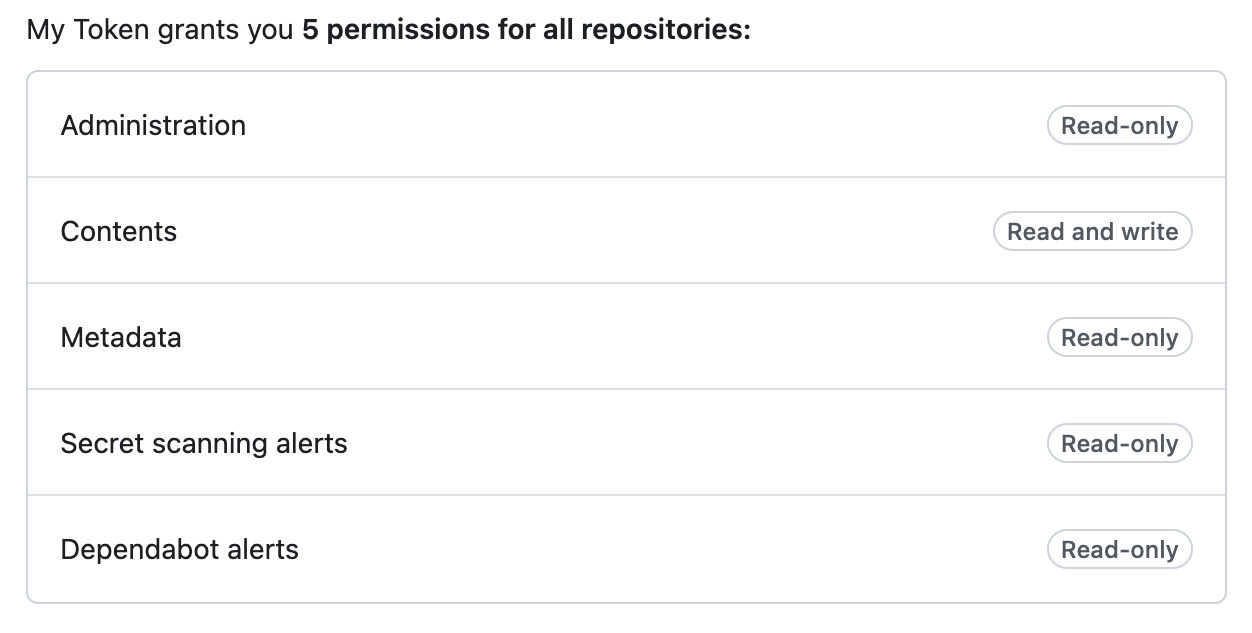 My Token grants you 5 permissions for all repositories:
Administration Read-only
Contents Read and write
Metadata Read-only
Secret scanning alerts Read-only
Dependabot alerts Read-only